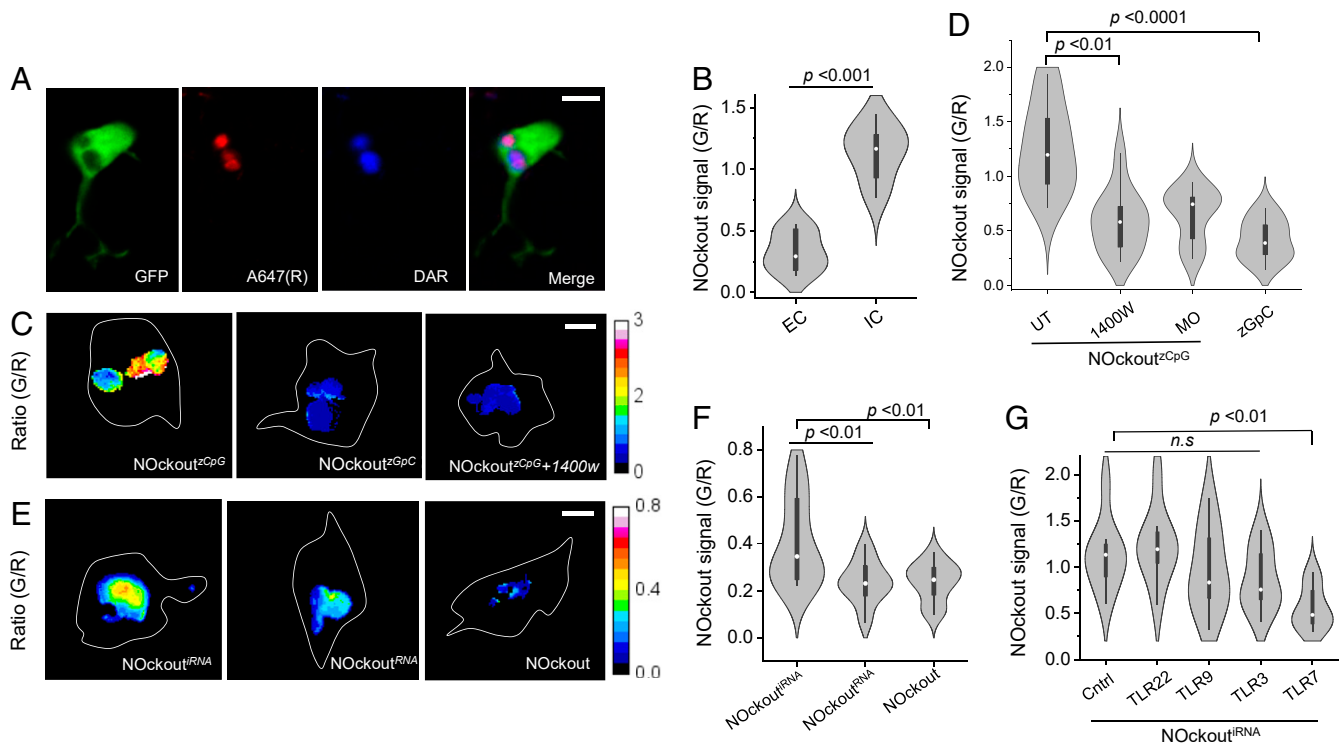 A
GFP
A647(R)
DAR
Merge
B
NOckout signal (G/R)
p <0.001
1.5
1.0
0.5
0.0
EC
IC
C
Ratio (G/R)
NOckoutzCpG
NOckoutzGpC
NOckoutzCpG+1400w
3
2
1
0
D
NOckout signal (G/R)
p <0.0001
p <0.01
2.0
1.5
1.0
0.5
0.0
UT
1400W
MO
zGpC
NOckoutzCpG
E
Ratio (G/R)
NOckoutiRNA
NOckoutRNA
NOckout
0.8
0.4
0.0
F
NOckout signal (G/R)
p <0.01
p <0.01
0.8
0.6
0.4
0.2
0.0
NOckoutiRNA
NOckoutRNA
NOckout
G
NOckout signal (G/R)
p <0.01
n.s
2.0
1.5
1.0
0.5
0.0
Cntrl
TLR22
TLR9
TLR3
TLR7
NOckoutiRNA